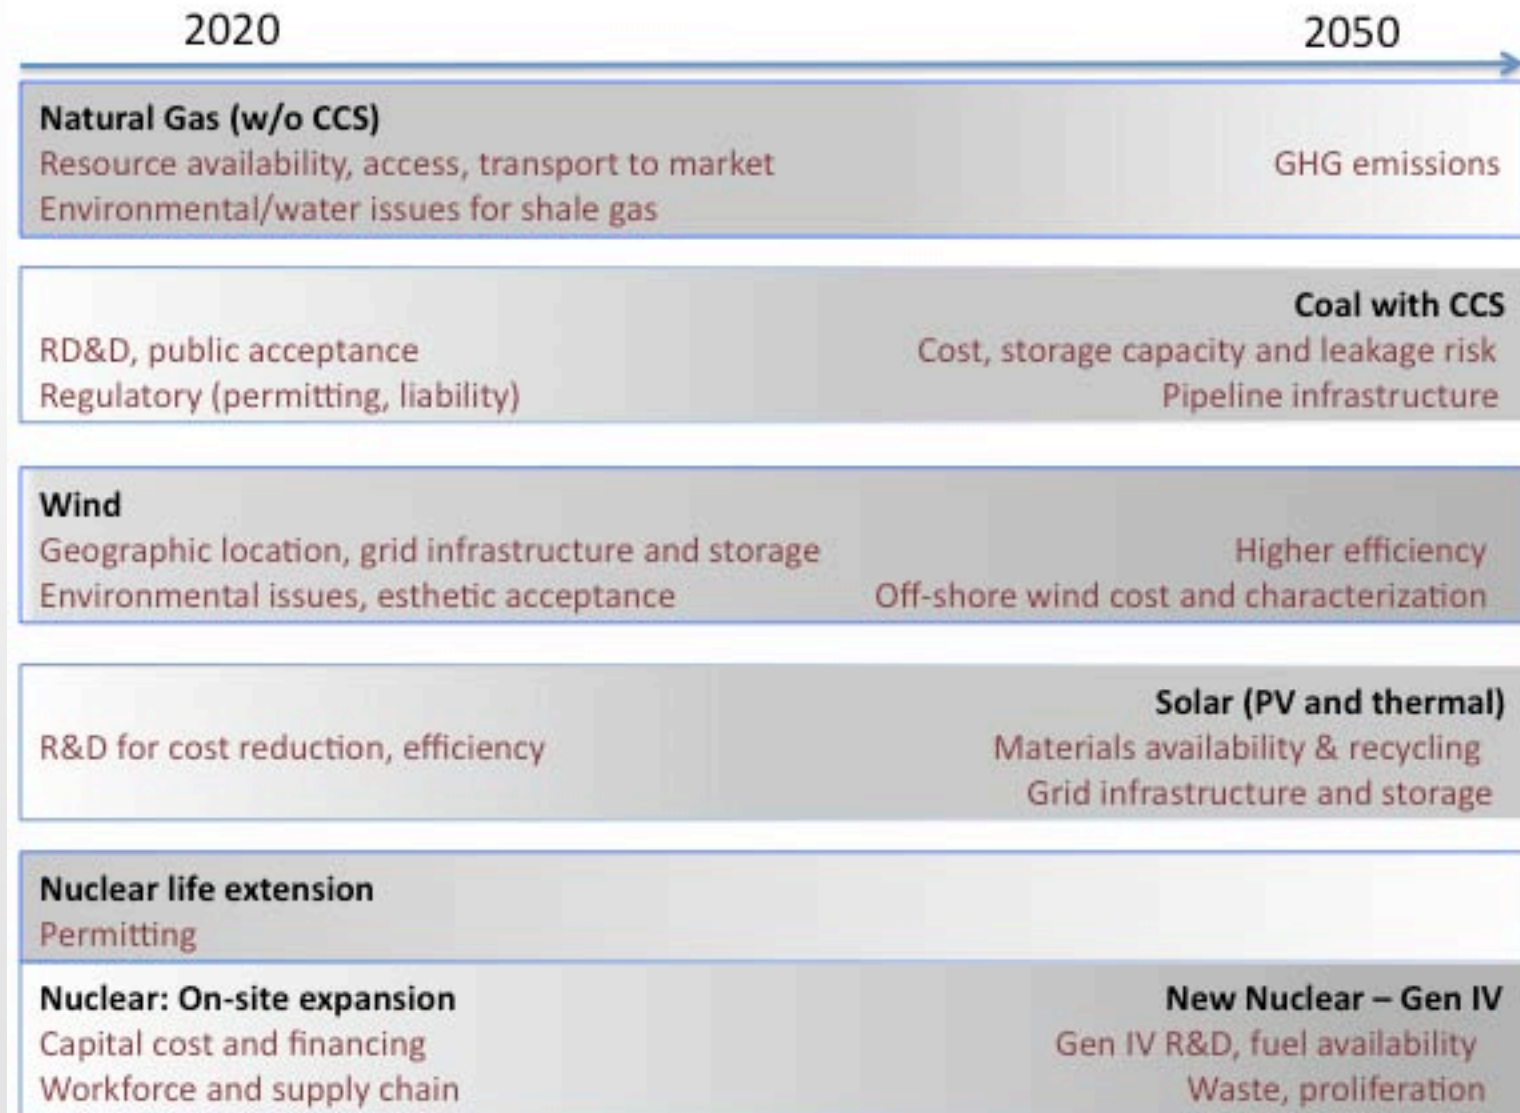 2020
2050
Natural Gas (w/o CCS)
Resource availability, access, transport to market
GHG emissions
Environmental/water issues for shale gas
Coal with CCS
RD&D, public acceptance
Cost, storage capacity and leakage risk
Regulatory (permitting, liability)
Pipeline infrastructure
Wind
Geographic location, grid infrastructure and storage
Higher efficiency
Environmental issues, esthetic acceptance
Off-shore wind cost and characterization
Solar (PV and thermal)
R&D for cost reduction, efficiency
Materials availability & recycling
Grid infrastructure and storage
Nuclear life extension
Permitting
Nuclear: On-site expansion
New Nuclear – Gen IV
Capital cost and financing
Gen IV R&D, fuel availability
Workforce and supply chain
Waste, proliferation